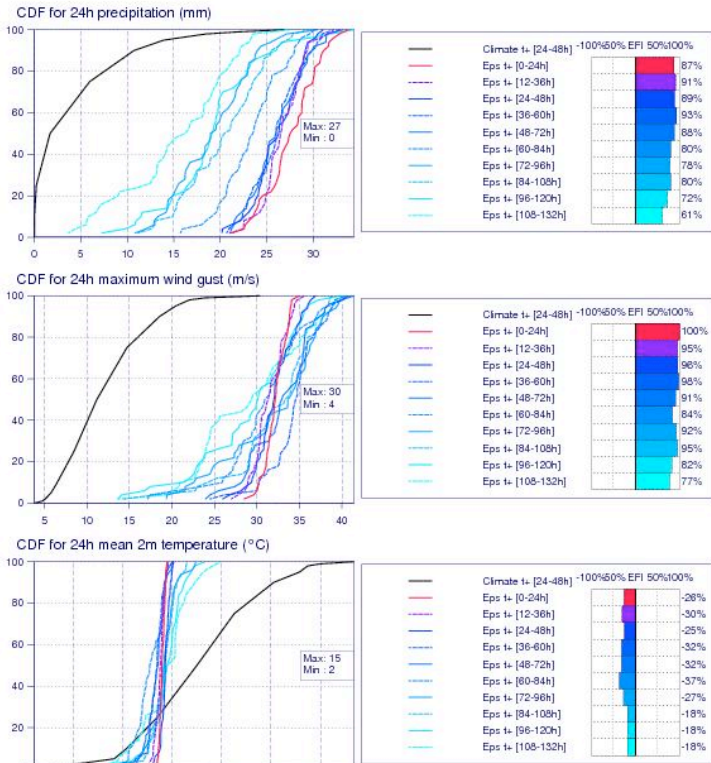 CDF for 24h precipitation (mm)
100
80
60
40
20
0
0 5 10 15 20 25 30
Max: 27
Min : 0
Climate t+ [24-48h] -100%50% EFI 50%100%
Eps t+ [0-24h] 87%
Eps t+ [12-36h] 91%
Eps t+ [24-48h] 89%
Eps t+ [36-60h] 93%
Eps t+ [48-72h] 88%
Eps t+ [60-84h] 80%
Eps t+ [72-96h] 78%
Eps t+ [84-108h] 80%
Eps t+ [96-120h] 72%
Eps t+ [108-132h] 61%
CDF for 24h maximum wind gust (m/s)
100
80
60
40
20
0
5 10 15 20 25 30 35 40
Max: 30
Min : 4
Climate t+ [24-48h] -100%50% EFI 50%100%
Eps t+ [0-24h] 100%
Eps t+ [12-36h] 95%
Eps t+ [24-48h] 96%
Eps t+ [36-60h] 98%
Eps t+ [48-72h] 91%
Eps t+ [60-84h] 84%
Eps t+ [72-96h] 92%
Eps t+ [84-108h] 95%
Eps t+ [96-120h] 82%
Eps t+ [108-132h] 77%
CDF for 24h mean 2m temperature (°C)
100
80
60
40
20
Max: 15
Min : 2
Climate t+ [24-48h] -100%50% EFI 50%100%
Eps t+ [0-24h] -26%
Eps t+ [12-36h] -30%
Eps t+ [24-48h] -25%
Eps t+ [36-60h] -32%
Eps t+ [48-72h] -32%
Eps t+ [60-84h] -37%
Eps t+ [72-96h] -27%
Eps t+ [84-108h] -18%
Eps t+ [96-120h] -18%
Eps t+ [108-132h] -18%